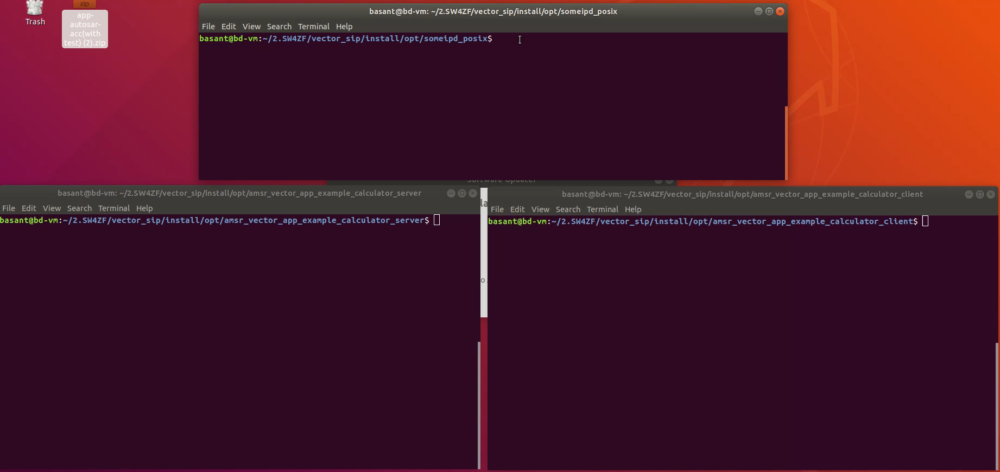 Trash
zip
app-
autosar-
acc(with
test) (2).zip
basant@bd-vm: ~/2.SW4ZF/vector_sip/install/opt/someipd_posix
File Edit View Search Terminal Help
basant@bd-vm:~/2.SW4ZF/vector_sip/install/opt/someipd_posix$
Software Updater
basant@bd-vm: ~/2.SW4ZF/vector_sip/install/opt/amsr_vector_app_example_calculator_server
File Edit View Search Terminal Help
basant@bd-vm:~/2.SW4ZF/vector_sip/install/opt/amsr_vector_app_example_calculator_server$
basant@bd-vm: ~/2.SW4ZF/vector_sip/install/opt/amsr_vector_app_example_calculator_client
File Edit View Search Terminal Help
basant@bd-vm:~/2.SW4ZF/vector_sip/install/opt/amsr_vector_app_example_calculator_client$